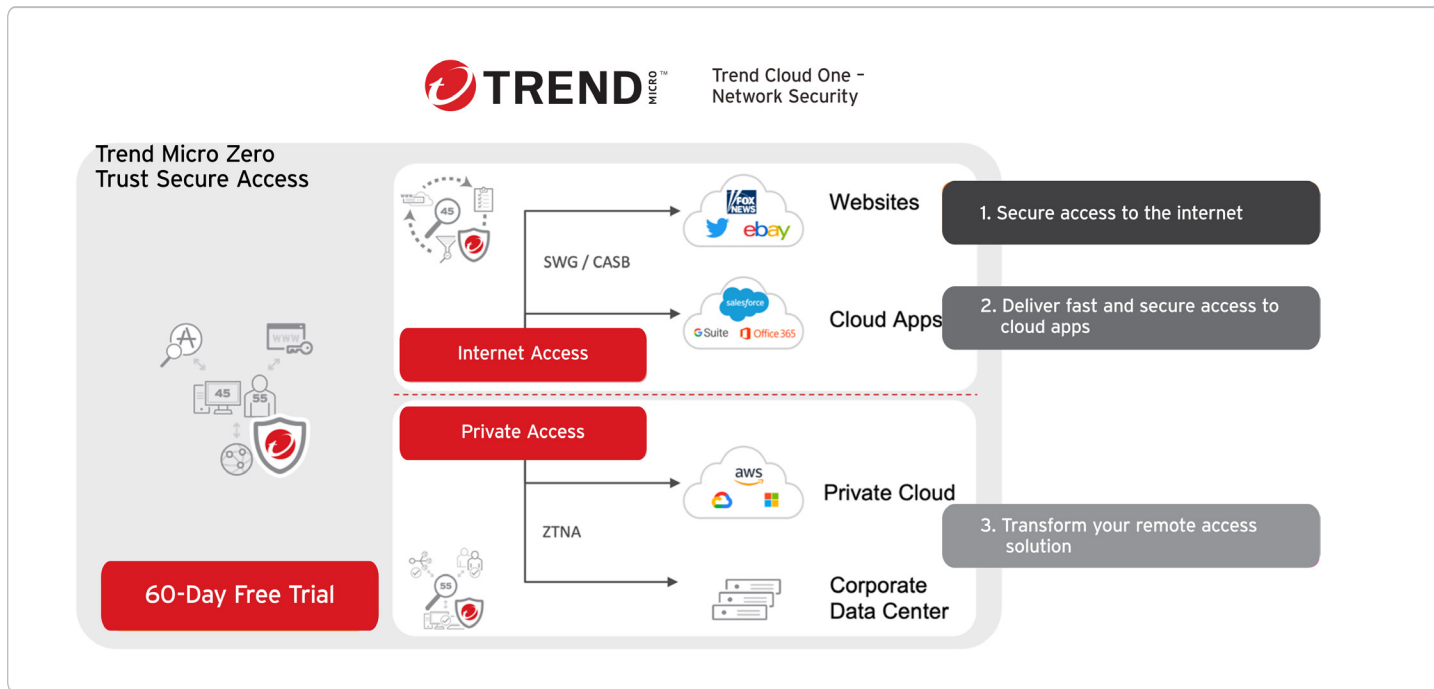 TREND MICRO™
Trend Cloud One –
Network Security
Trend Micro Zero
Trust Secure Access
45
www
FOX
NEWS
ebay
Websites
1. Secure access to the internet
SWG / CASB
salesforce
G Suite
Office 365
Cloud Apps
2. Deliver fast and secure access to
cloud apps
Internet Access
A
WWW
45
55
Private Access
aws
Private Cloud
ZTNA
3. Transform your remote access
solution
55
Corporate
Data Center
60-Day Free Trial